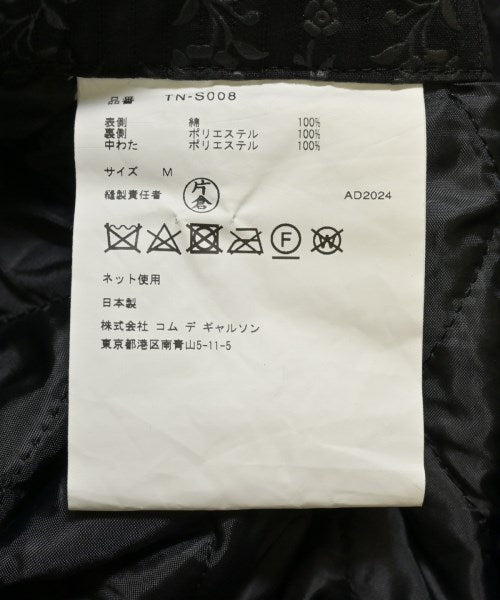 品番 TN-S008
表側 綿 100%
裏側 ポリエステル 100%
中わた ポリエステル 100%
サイズ M
縫製責任者 片倉 AD2024
F W
ネット使用
日本製
株式会社 コム デ ギャルソン
東京都港区南青山5-11-5